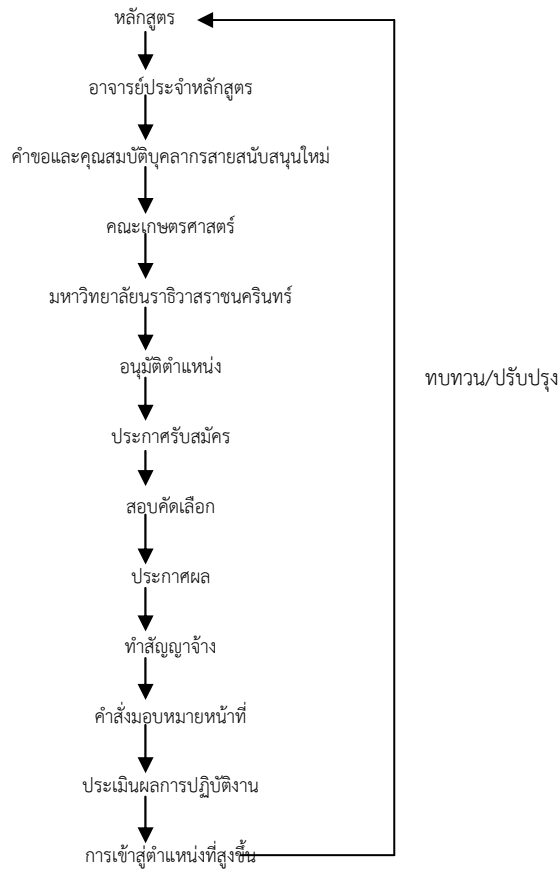 หลักสูตร
อาจารย์ประจำหลักสูตร
คำขอและคุณสมบัติบุคลากรสายสนับสนุนใหม่
คณะเกษตรศาสตร์
มหาวิทยาลัยนราธิวาสราชนครินทร์
อนุมัติตำแหน่ง
ทบทวน/ปรับปรุง
ประกาศรับสมัคร
สอบคัดเลือก
ประกาศผล
ทำสัญญาจ้าง
คำสั่งมอบหมายหน้าที่
ประเมินผลการปฏิบัติงาน
การเข้าสู่ตำแหน่งที่สูงขึ้น